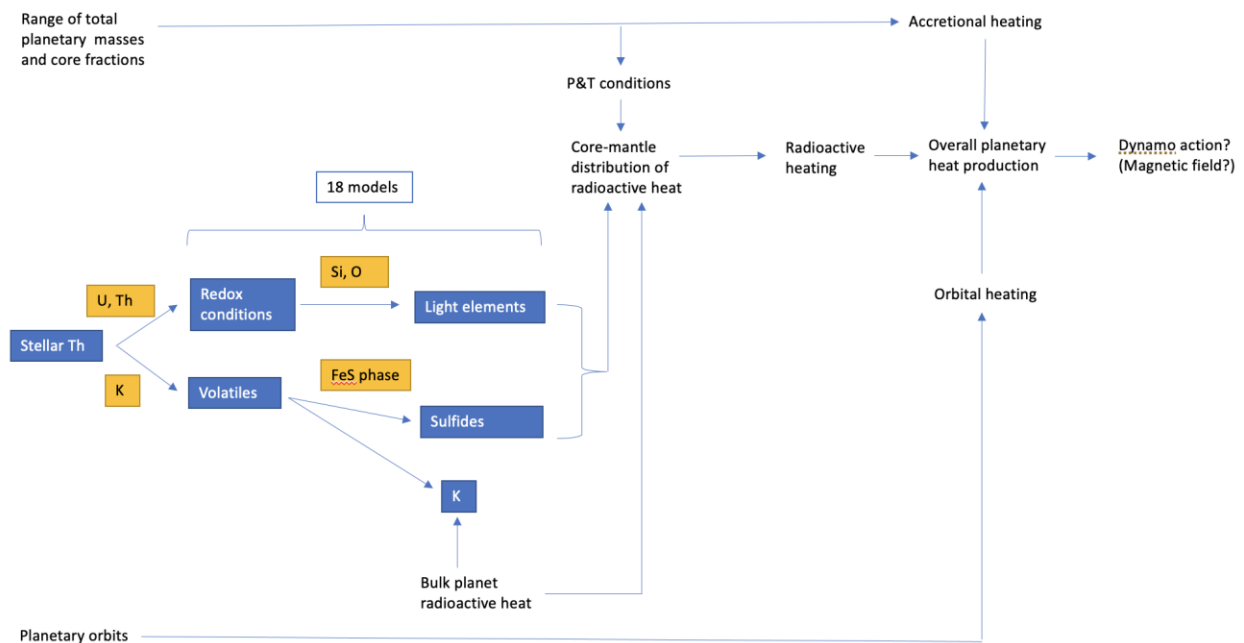 Range of total
planetary masses
and core fractions
Accretional heating
P&T conditions
Core-mantle
distribution of
radioactive heat
Radioactive
heating
Overall planetary
heat production
Dynamo action?
(Magnetic field?)
18 models
Si, O
U, Th
Redox
conditions
Light elements
Orbital heating
Stellar Th
FeS phase
K
Volatiles
Sulfides
K
Bulk planet
radioactive heat
Planetary orbits